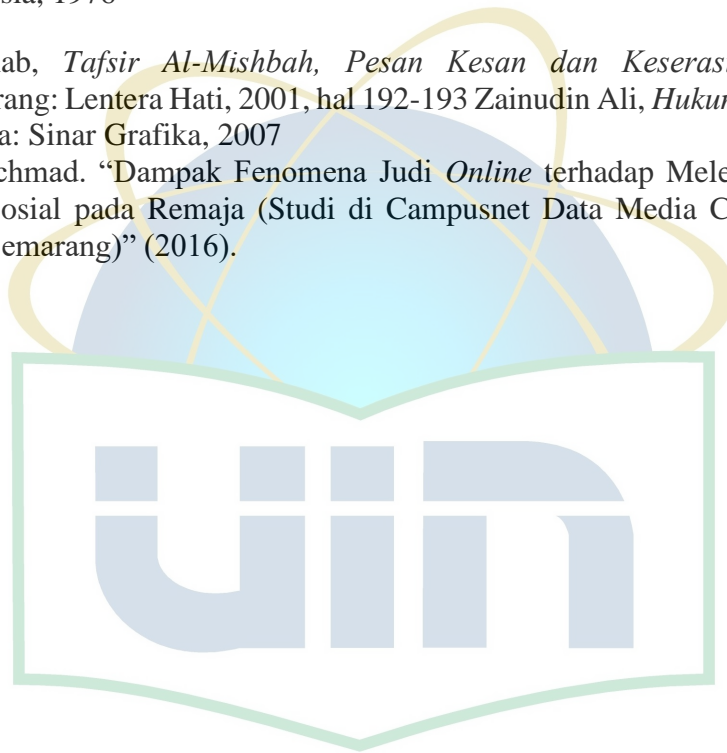 sia, 1976
ab, Tafsir Al-Mishbah, Pesan Kesan dan Keserasi
rang: Lentera Hati, 2001, hal 192-193 Zainudin Ali, Hukum
a: Sinar Grafika, 2007
chmad. “Dampak Fenomena Judi Online terhadap Mele
osial pada Remaja (Studi di Campusnet Data Media C
emarang)” (2016).
uin